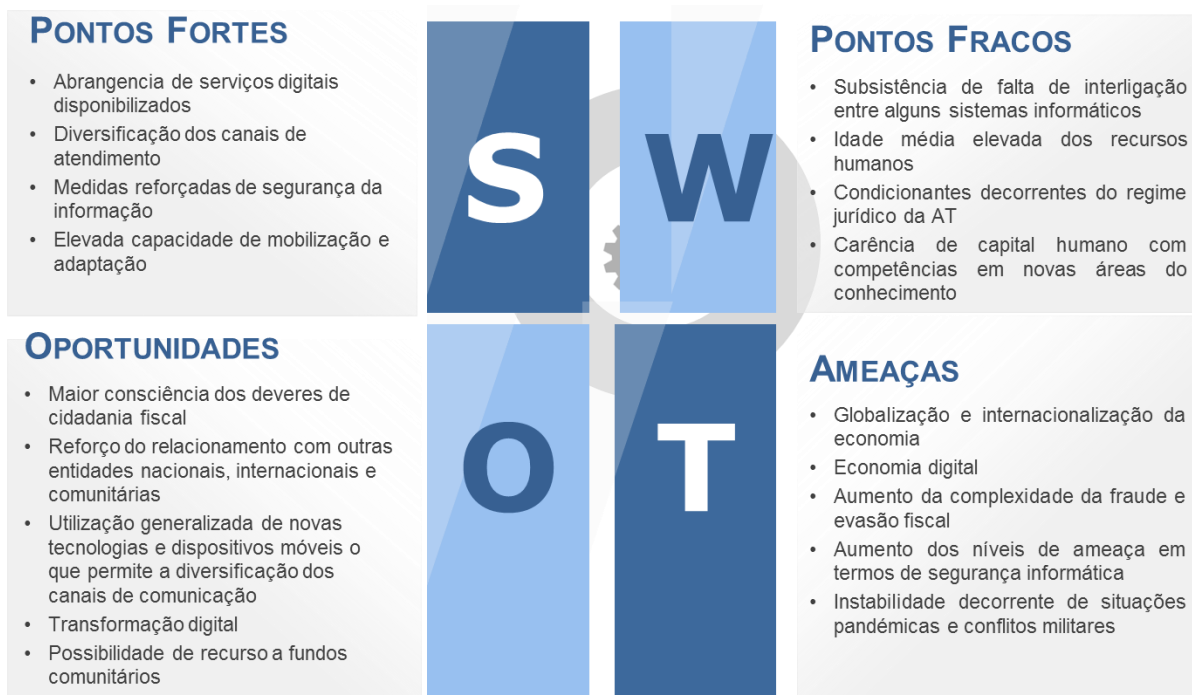 PONTOS FORTES
• Abrangencia de serviços digitais
disponibilizados
• Diversificação dos canais de
atendimento
• Medidas reforçadas de segurança da
informação
• Elevada capacidade de mobilização e
adaptação
S
W
PONTOS FRACOS
• Subsistência de falta de interligação
entre alguns sistemas informáticos
• Idade média elevada dos recursos
humanos
• Condicionantes decorrentes do regime
jurídico da AT
• Carência de capital humano com
competências em novas áreas do
conhecimento
OPORTUNIDADES
• Maior consciência dos deveres de
cidadania fiscal
• Reforço do relacionamento com outras
entidades nacionais, internacionais e
comunitárias
• Utilização generalizada de novas
tecnologias e dispositivos móveis o
que permite a diversificação dos
canais de comunicação
• Transformação digital
• Possibilidade de recurso a fundos
comunitários
O
T
AMEAÇAS
• Globalização e internacionalização da
economia
• Economia digital
• Aumento da complexidade da fraude e
evasão fiscal
• Aumento dos níveis de ameaça em
termos de segurança informática
• Instabilidade decorrente de situações
pandémicas e conflitos militares